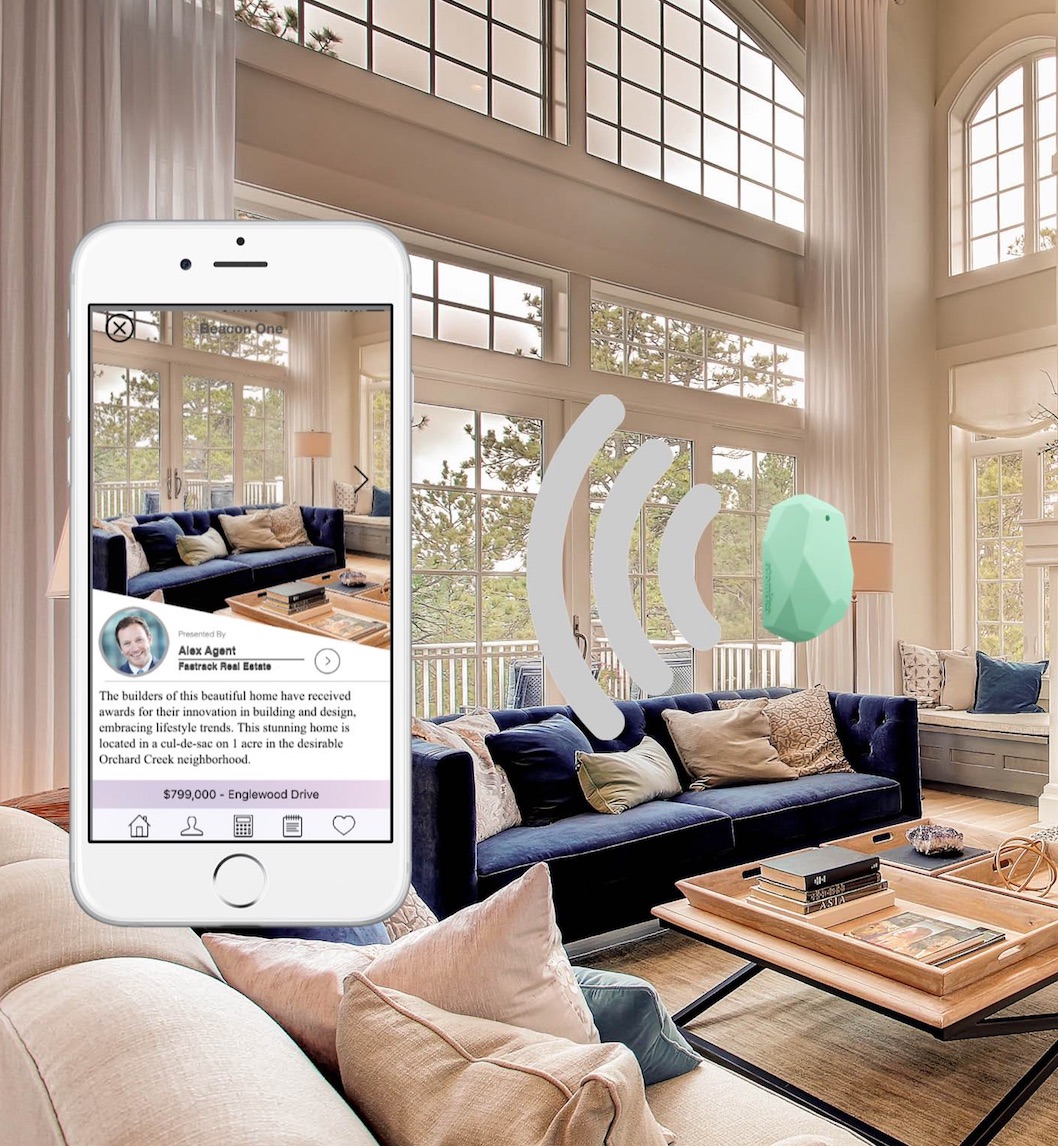 Beacon One
Presented By
Alex Agent
Fastrack Real Estate
The builders of this beautiful home have received
awards for their innovation in building and design,
embracing lifestyle trends. This stunning home is
located in a cul-de-sac on 1 acre in the desirable
Orchard Creek neighborhood.
$799,000 - Englewood Drive
ASIA